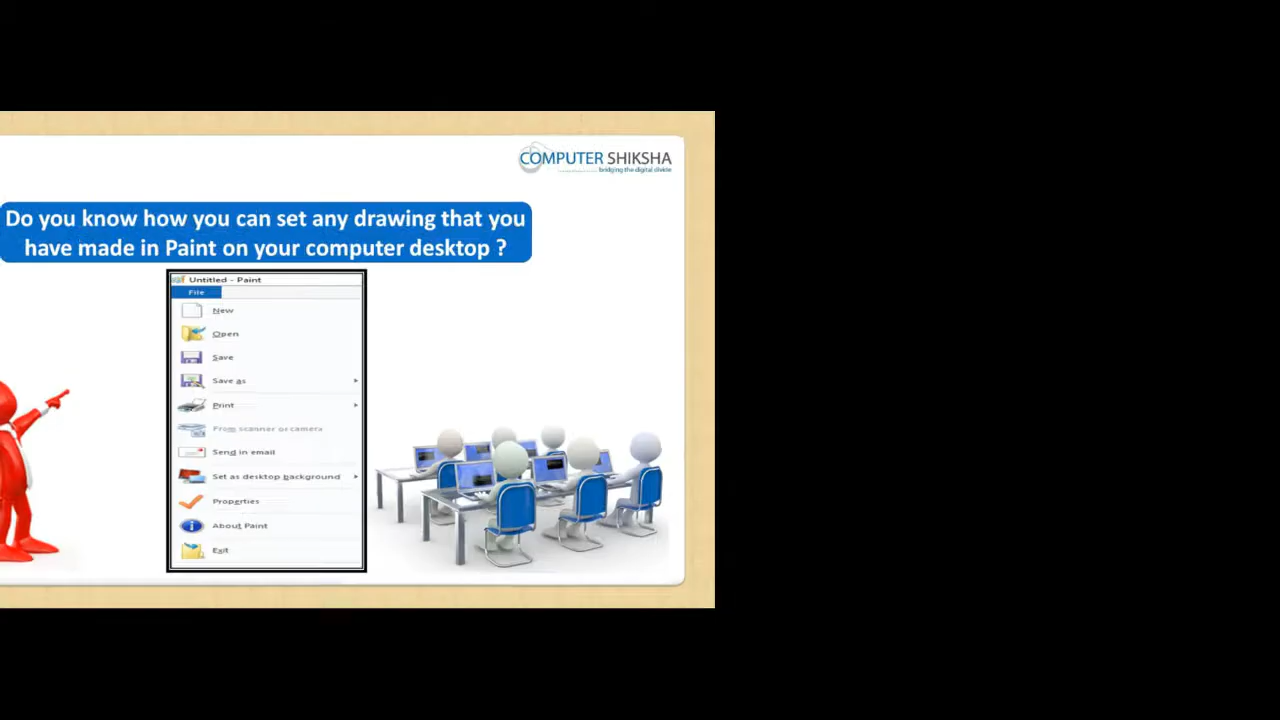 COMPUTER SHIKSHA
bridging the digital divide
Do you know how you can set any drawing that you
have made in Paint on your computer desktop ?
Untitled - Paint
File
New
Open
Save
Save as
Print
From scanner or camera
Send in email
Set as desktop background
Properties
About Paint
Exit